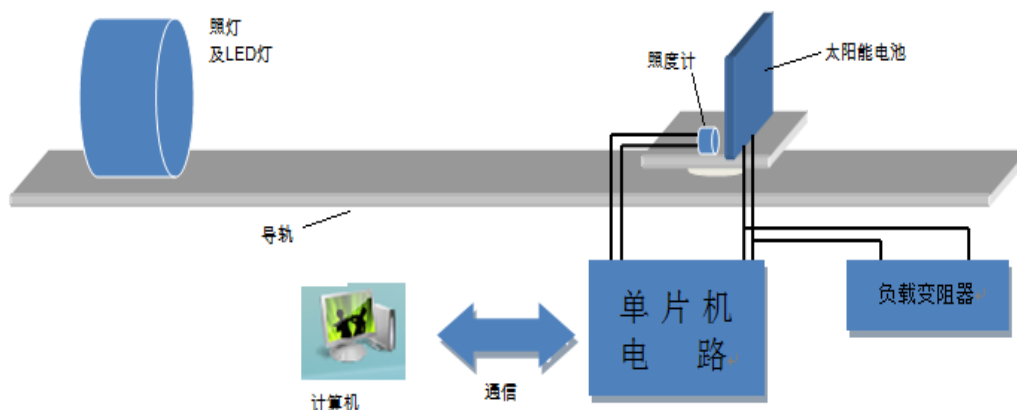 照灯
及LED灯
太阳能电池
照度计
导轨
单片机
电 路
负载变阻器
通信
计算机